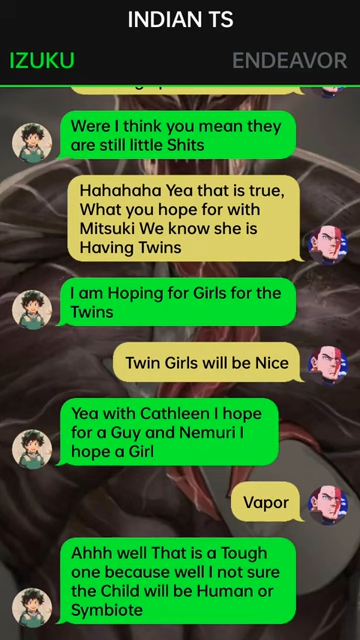 INDIAN TS
IZUKU
ENDEAVOR
Were I think you mean they
are still little Shits
Hahahaha Yea that is true,
What you hope for with
Mitsuki We know she is
Having Twins
I am Hoping for Girls for the
Twins
Twin Girls will be Nice
Yea with Cathleen I hope
for a Guy and Nemuri I
hope a Girl
Vapor
Ahhh well That is a Tough
one because well I not sure
the Child will be Human or
Symbiote